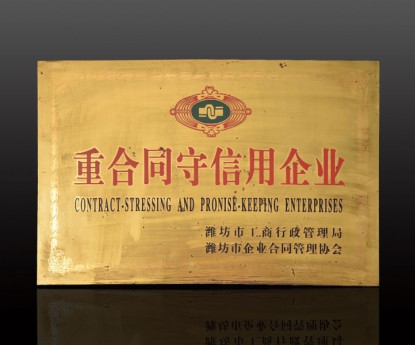 重合同守信用企业
CONTRACT-STRESSING AND PRONISE-KEEPING ENTERPRISES
潍坊市工商行政管理局
潍坊市企业合同管理协会